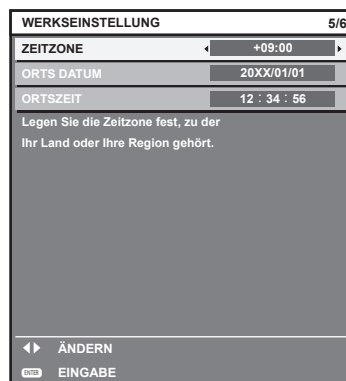 WERKSEINSTELLUNG 5/6
ZEITZONE +09:00
ORTS DATUM 20XX/01/01
ORTSZEIT 12 : 34 : 56
Legen Sie die Zeitzone fest, zu der
Ihr Land oder Ihre Region gehört.
ÄNDERN
ENTER EINGABE